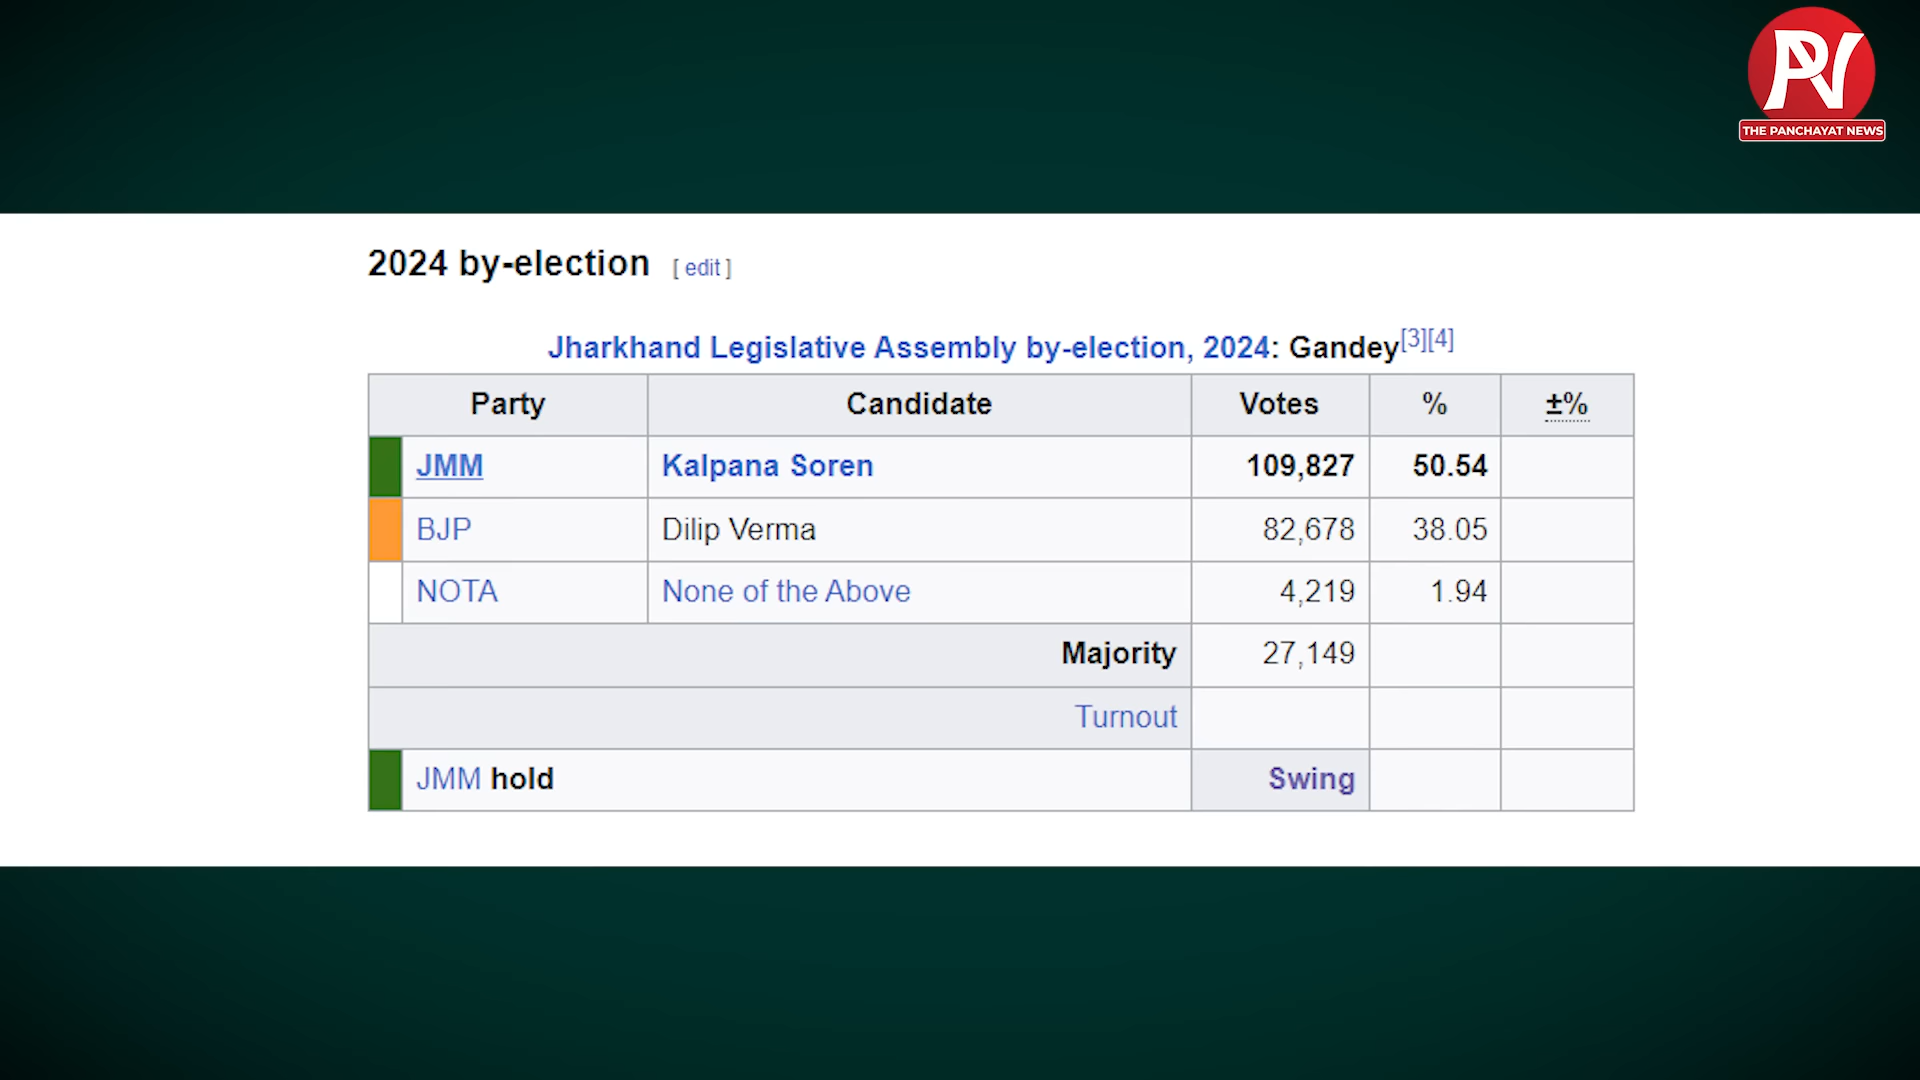 PN
THE PANCHAYAT NEWS
2024 by-election [ edit ]
Jharkhand Legislative Assembly by-election, 2024: Gandey[3][4]
Party Candidate Votes % ±%
JMM Kalpana Soren 109,827 50.54
BJP Dilip Verma 82,678 38.05
NOTA None of the Above 4,219 1.94
Majority 27,149
Turnout
JMM hold Swing